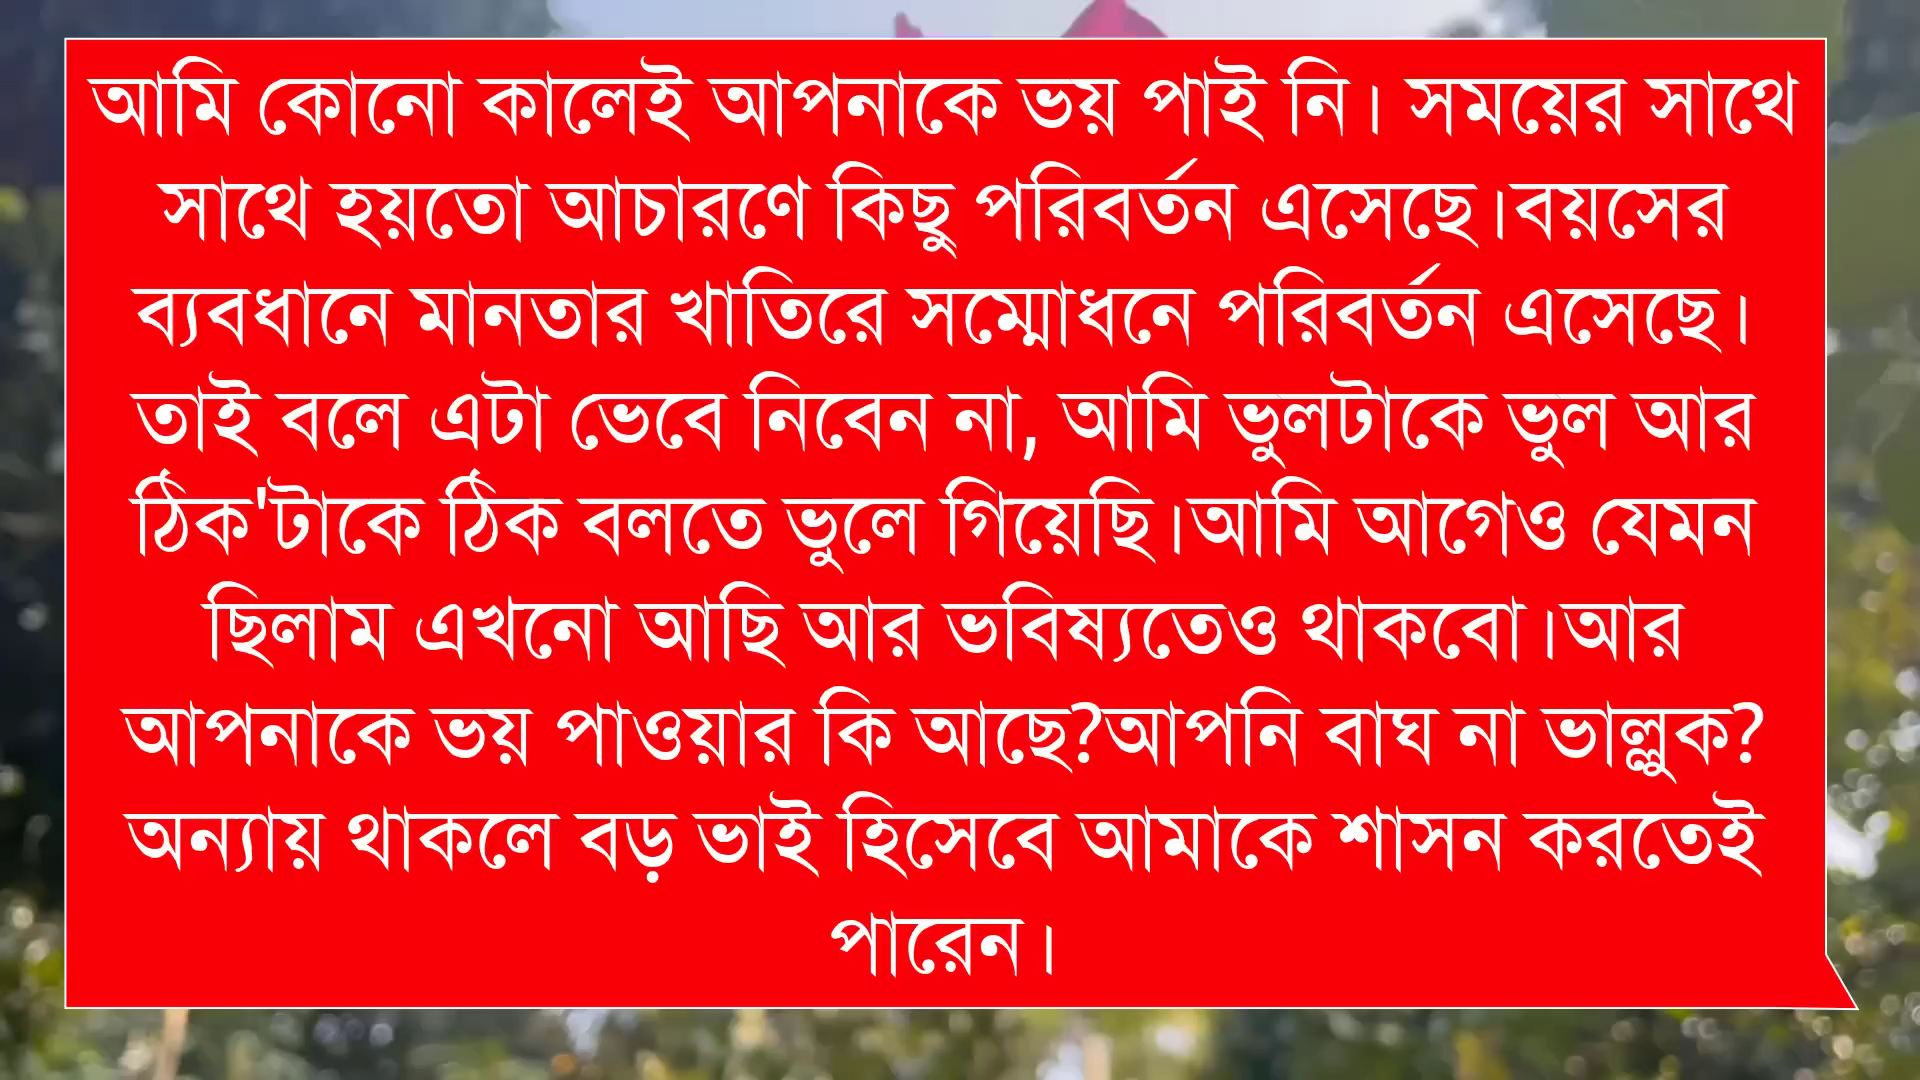 আমি কোনো কালেই আপনাকে ভয় পাই নি। সময়ের সাথে
সাথে হয়তো আচারণে কিছু পরিবর্তন এসেছে।বয়সের
ব্যবধানে মানতার খাতিরে সম্মোধনে পরিবর্তন এসেছে।
তাই বলে এটা ভেবে নিবেন না, আমি ভুলটাকে ভুল আর
ঠিক'টাকে ঠিক বলতে ভুলে গিয়েছি।আমি আগেও যেমন
ছিলাম এখনো আছি আর ভবিষ্যতেও থাকবো।আর
আপনাকে ভয় পাওয়ার কি আছে?আপনি বাঘ না ভাল্লুক?
অন্যায় থাকলে বড় ভাই হিসেবে আমাকে শাসন করতেই
পারেন।